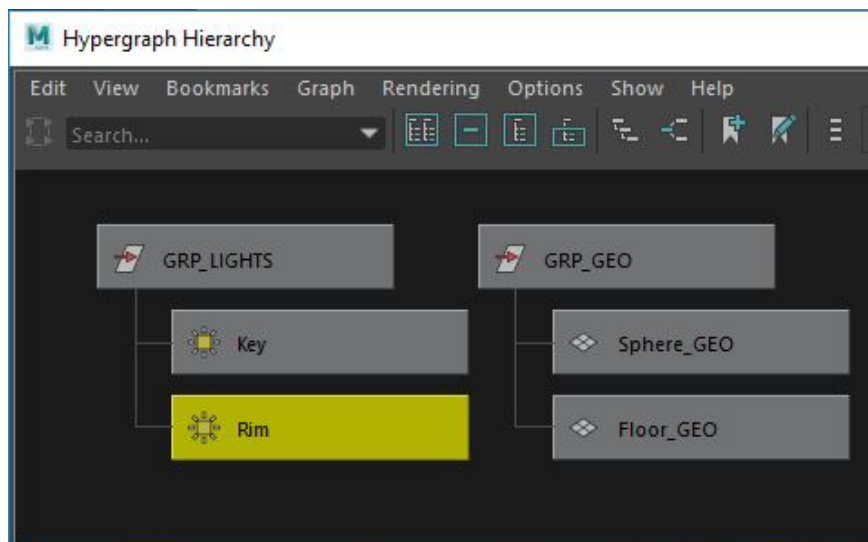 Hypergraph Hierarchy
Edit View Bookmarks Graph Rendering Options Show Help
Search...
GRP_LIGHTS GRP_GEO
Key Sphere_GEO
Rim Floor_GEO